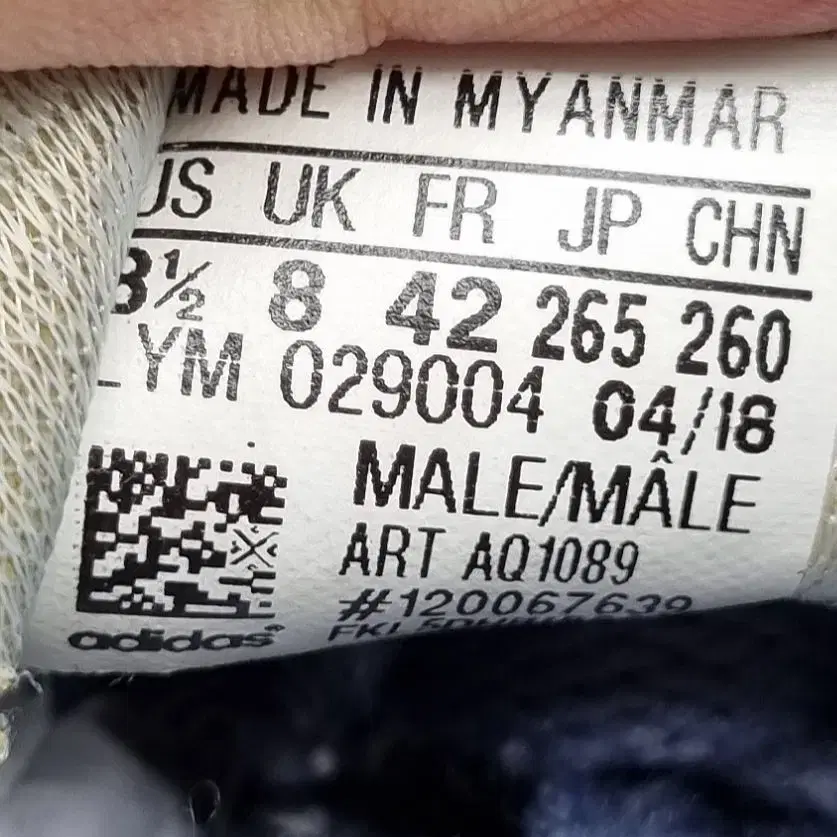 MADE IN MYANMAR
US UK FR JP CHN
8½ 8 42 265 260
YM 029004 04/18
MALE/MÂLE
ART AQ1089
#120067639
adidas